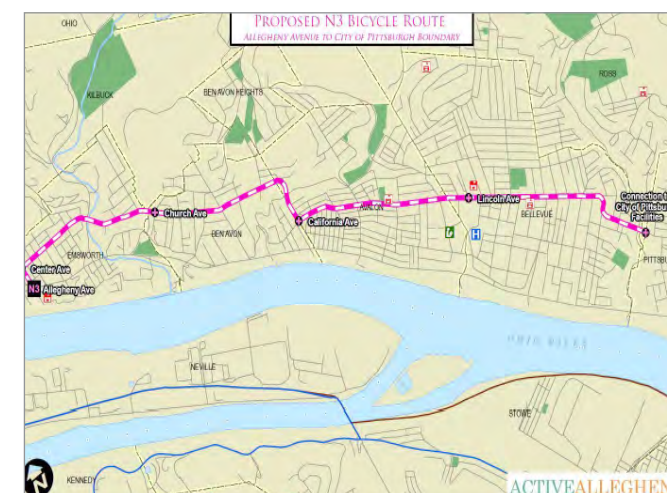 PROPOSED N3 BICYCLE ROUTE
ALLEGHENY AVENUE TO CITY OF PITTSBURGH BOUNDARY
OHIO
KILBUCK
BEN AVON HEIGHTS
ROSS
Church Ave
California Ave
AVALON
Lincoln Ave
BELLEVUE
Connection t
City of Pittsbu
Facilities
PITTSBU
BEN AVON
EMSWORTH
Center Ave
N3 Allegheny Ave
H
OHIO RIVER
NEVILLE
STOWE
KENNEDY
N
ACTIVEALLEGHEN